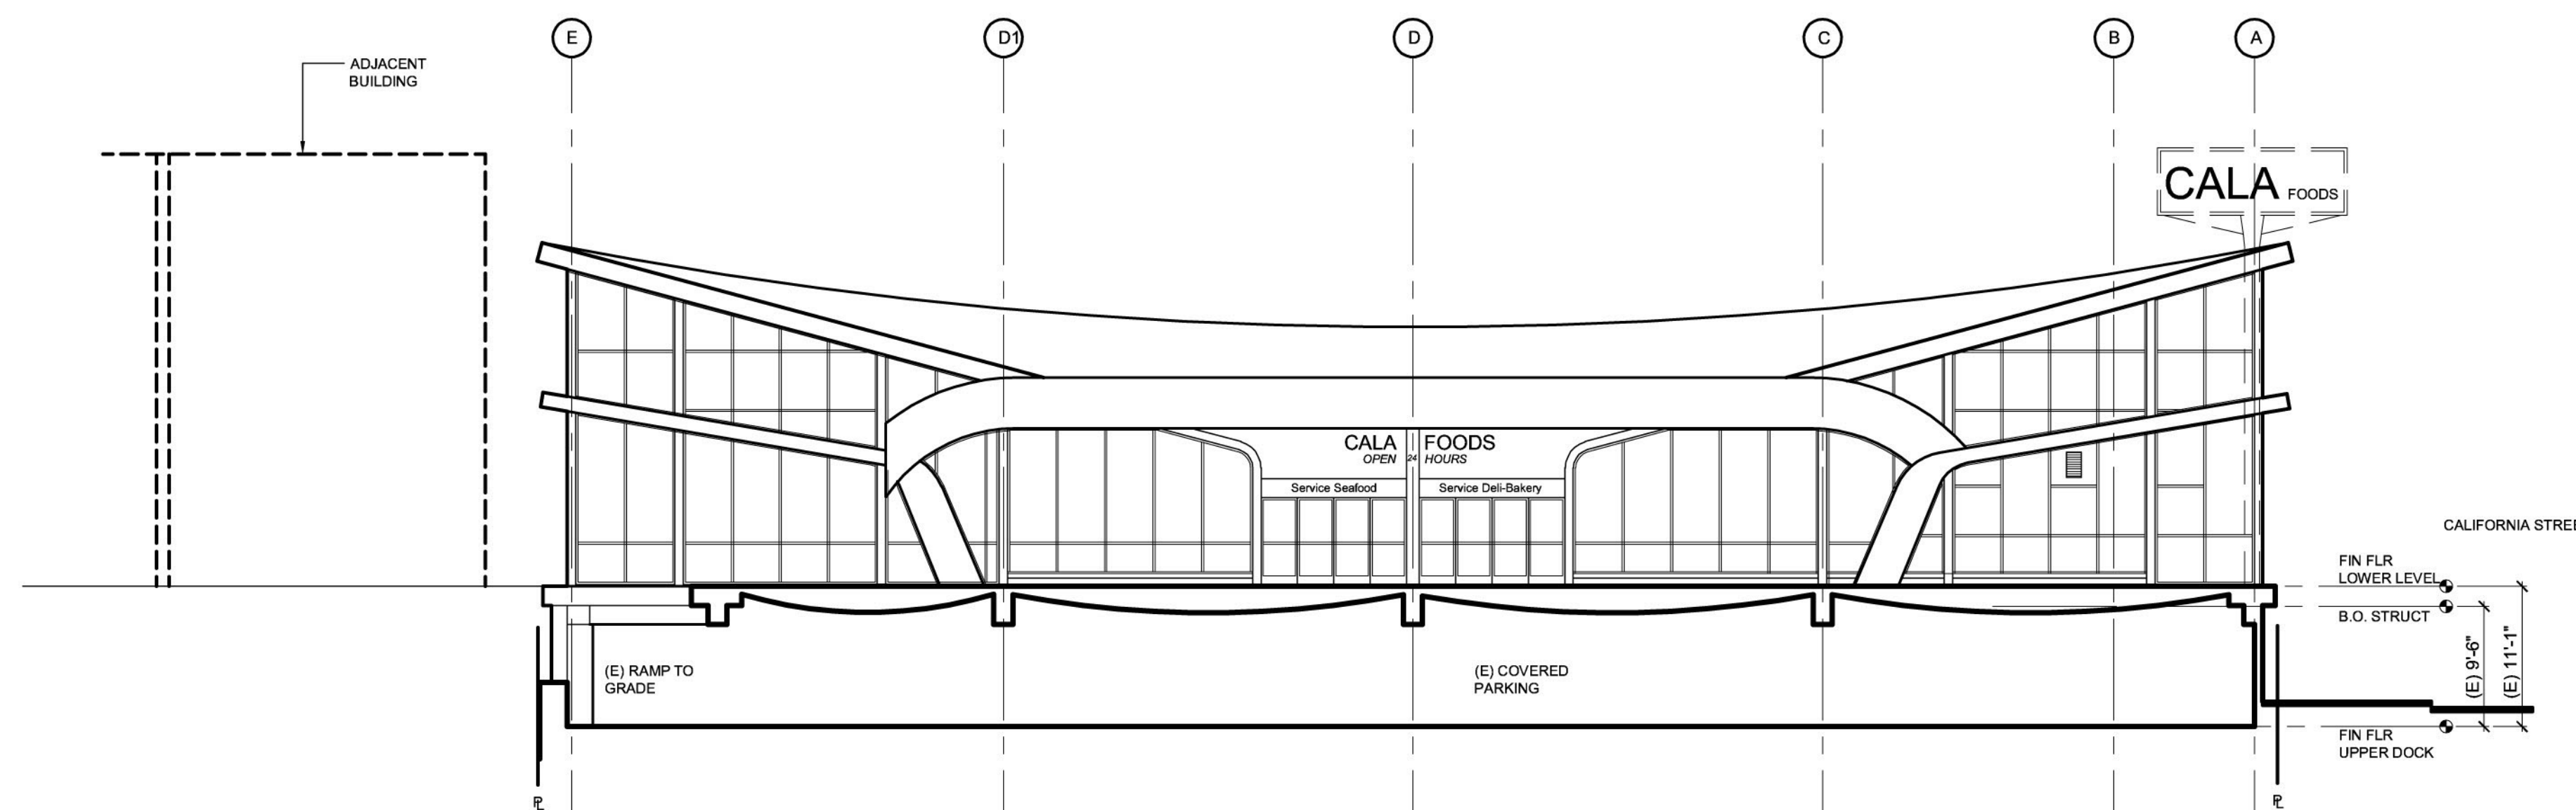 E
D1
D
C
B
A
ADJACENT
BUILDING
CALA FOODS
CALA FOODS
OPEN 24 HOURS
Service Seafood
Service Deli-Bakery
CALIFORNIA STREE
FIN FLR
LOWER LEVEL
B.O. STRUCT
(E) 9'-6"
(E) 11'-1"
(E) RAMP TO
GRADE
(E) COVERED
PARKING
FIN FLR
UPPER DOCK
PL
PL